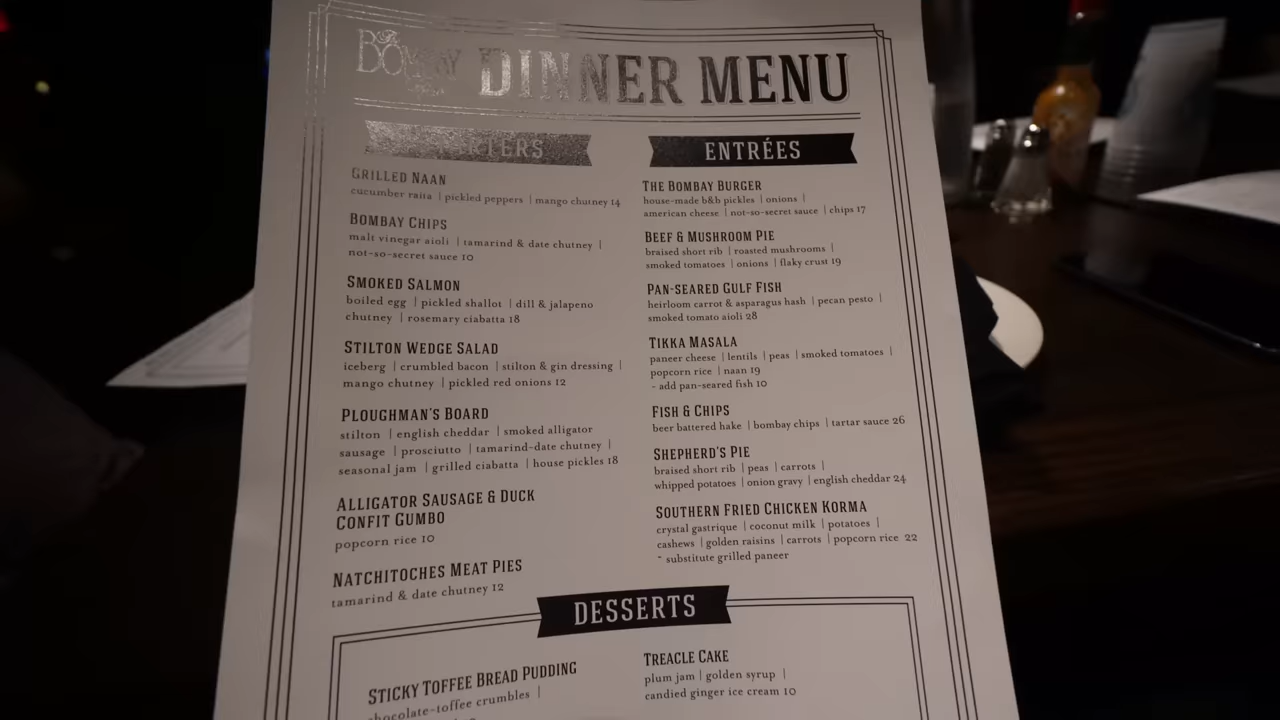 The BOMBAY DINNER MENU
STARTERS
GRILLED NAAN
cucumber raita | pickled peppers | mango chutney 14
BOMBAY CHIPS
malt vinegar aioli | tamarind & date chutney |
not-so-secret sauce 10
SMOKED SALMON
boiled egg | pickled shallot | dill & jalapeno
chutney | rosemary ciabatta 18
STILTON WEDGE SALAD
iceberg | crumbled bacon | stilton & gin dressing |
mango chutney | pickled red onions 12
PLOUGHMAN'S BOARD
stilton | english cheddar | smoked alligator
sausage | prosciutto | tamarind-date chutney |
seasonal jam | grilled ciabatta | house pickles 18
ALLIGATOR SAUSAGE & DUCK
CONFIT GUMBO
popcorn rice 10
NATCHITOCHES MEAT PIES
tamarind & date chutney 12
ENTRÉES
THE BOMBAY BURGER
house-made b&b pickles | onions |
american cheese | not-so-secret sauce | chips 17
BEEF & MUSHROOM PIE
braised short rib | roasted mushrooms |
smoked tomatoes | onions | flaky crust 19
PAN-SEARED GULF FISH
heirloom carrot & asparagus hash | pecan pesto |
smoked tomato aioli 28
TIKKA MASALA
paneer cheese | lentils | peas | smoked tomatoes |
popcorn rice | naan 19
- add pan-seared fish 10
FISH & CHIPS
beer battered hake | bombay chips | tartar sauce 26
SHEPHERD'S PIE
braised short rib | peas | carrots |
whipped potatoes | onion gravy | english cheddar 24
SOUTHERN FRIED CHICKEN KORMA
crystal gastrique | coconut milk | potatoes |
cashews | golden raisins | carrots | popcorn rice 22
- substitute grilled paneer
DESSERTS
STICKY TOFFEE BREAD PUDDING
chocolate-toffee crumbles |
TREACLE CAKE
plum jam | golden syrup |
candied ginger ice cream 10